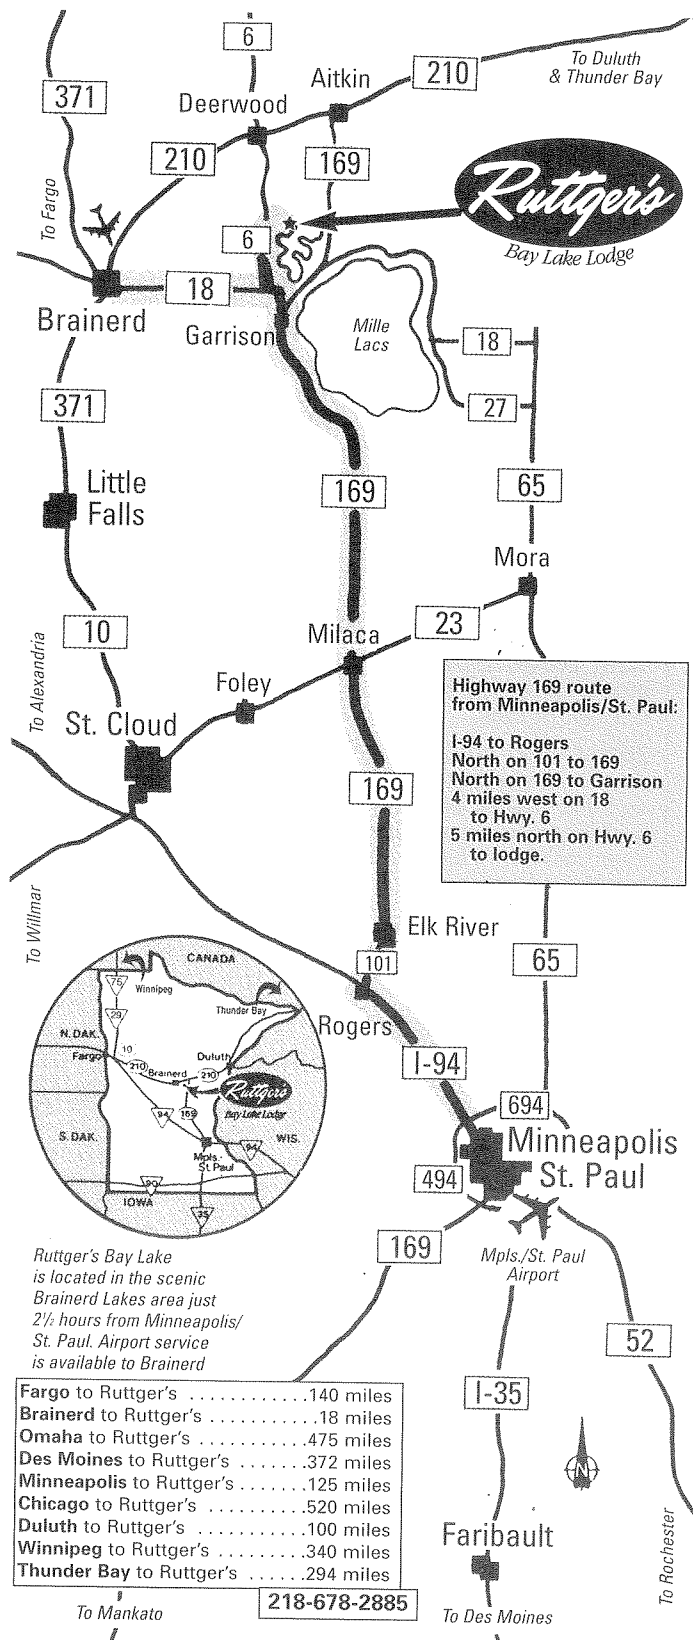 6
To Duluth
& Thunder Bay
Aitkin
210
371
Deerwood
210
169
To Fargo
Ruttger's
Bay Lake Lodge
6
18
Brainerd
Garrison
Mille
Lacs
18
27
371
Little
Falls
169
65
Mora
10
Milaca
23
To Alexandria
Foley
St. Cloud
Highway 169 route
from Minneapolis/St. Paul:
I-94 to Rogers
North on 101 to 169
North on 169 to Garrison
4 miles west on 18
to Hwy. 6
5 miles north on Hwy. 6
to lodge.
169
To Willmar
Elk River
101
65
Rogers
I-94
CANADA
75
Winnipeg
Thunder Bay
29
N. DAK.
Fargo
10
210
Brainerd
210
Duluth
Ruttger's
Bay Lake Lodge
94
169
S. DAK.
WIS.
Mpls.-
St. Paul
94
90
IOWA
35
694
Minneapolis
St. Paul
494
169
Mpls./St. Paul
Airport
Ruttger's Bay Lake
is located in the scenic
Brainerd Lakes area just
2½ hours from Minneapolis/
St. Paul. Airport service
is available to Brainerd
52
I-35
Fargo to Ruttger's ............140 miles
Brainerd to Ruttger's ..........18 miles
Omaha to Ruttger's ..........475 miles
Des Moines to Ruttger's .......372 miles
Minneapolis to Ruttger's .......125 miles
Chicago to Ruttger's ..........520 miles
Duluth to Ruttger's ..........100 miles
Winnipeg to Ruttger's .........340 miles
Thunder Bay to Ruttger's ......294 miles
218-678-2885
N
Faribault
To Rochester
To Mankato
To Des Moines